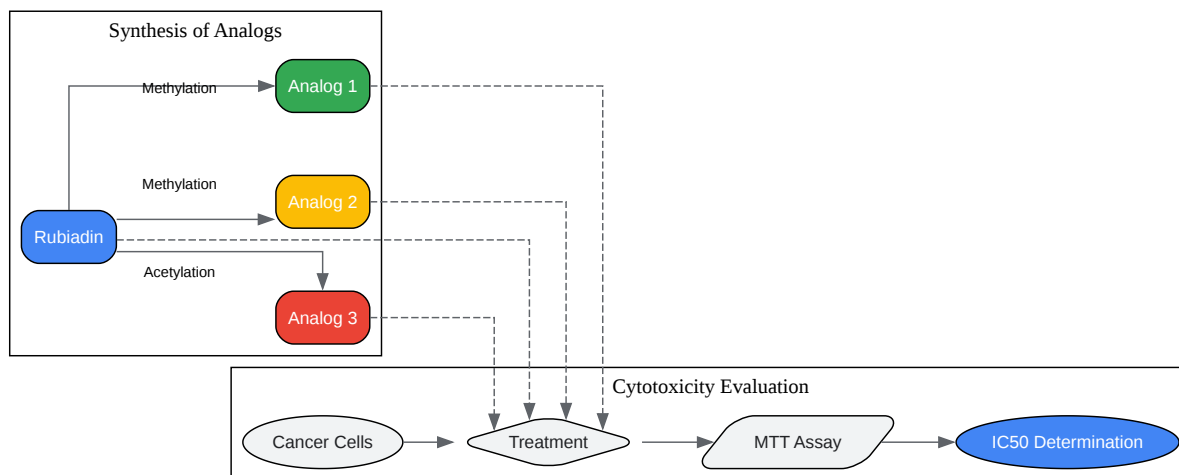 Synthesis of Analogs
Methylation
Analog 1
Methylation
Analog 2
Rubiadin
Acetylation
Analog 3
Cytotoxicity Evaluation
Cancer Cells
Treatment
MTT Assay
IC50 Determination